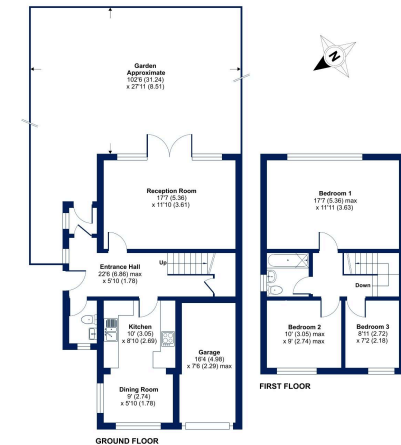 N
Garden
Approximate
102'6 (31.24)
x 27'11 (8.51)
Reception Room
17'7 (5.36)
x 11'10 (3.61)
Bedroom 1
17'7 (5.36) max
x 11'11 (3.63)
Entrance Hall
22'6 (6.86) max
x 5'10 (1.78)
Up
Down
Kitchen
10' (3.05)
x 8'10 (2.69)
Garage
16'4 (4.98)
x 7'6 (2.29) max
Bedroom 2
10' (3.05) max
x 9' (2.74) max
Bedroom 3
8'11 (2.72)
x 7'2 (2.18)
Dining Room
9' (2.74)
x 5'10 (1.78)
FIRST FLOOR
GROUND FLOOR